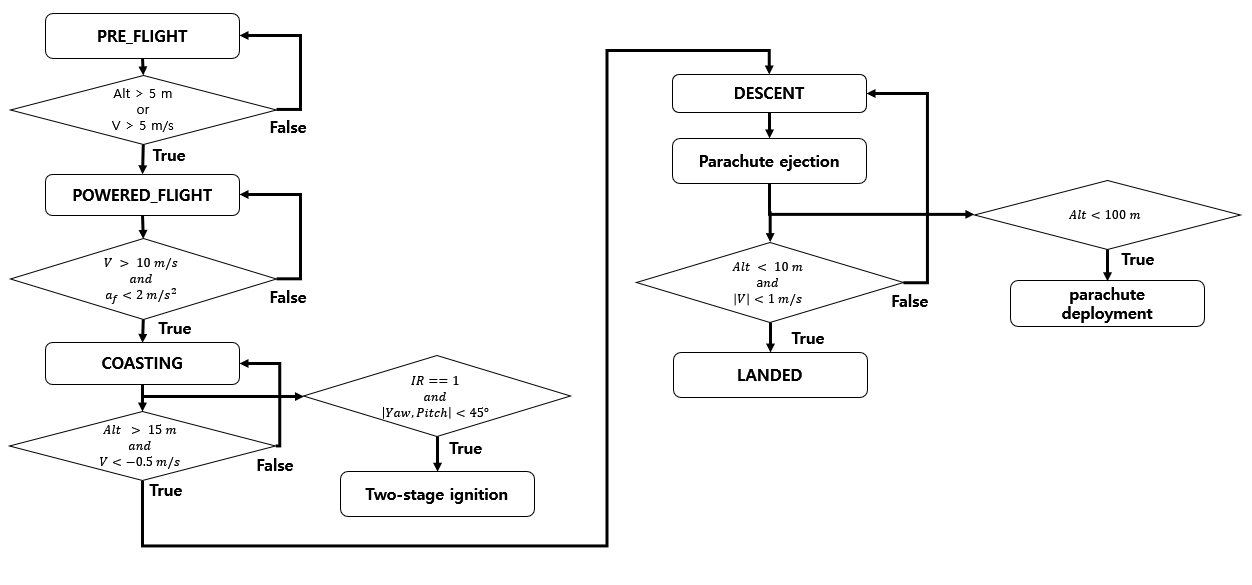 PRE_FLIGHT
Alt > 5 m
or
V > 5 m/s
False
True
POWERED_FLIGHT
V > 10 m/s
and
a_f < 2 m/s²
False
True
COASTING
Alt > 15 m
and
V < −0.5 m/s
False
True
IR == 1
and
|Yaw, Pitch| < 45°
True
Two-stage ignition
DESCENT
Parachute ejection
Alt < 10 m
and
|V| < 1 m/s
False
True
LANDED
Alt < 100 m
True
parachute
deployment